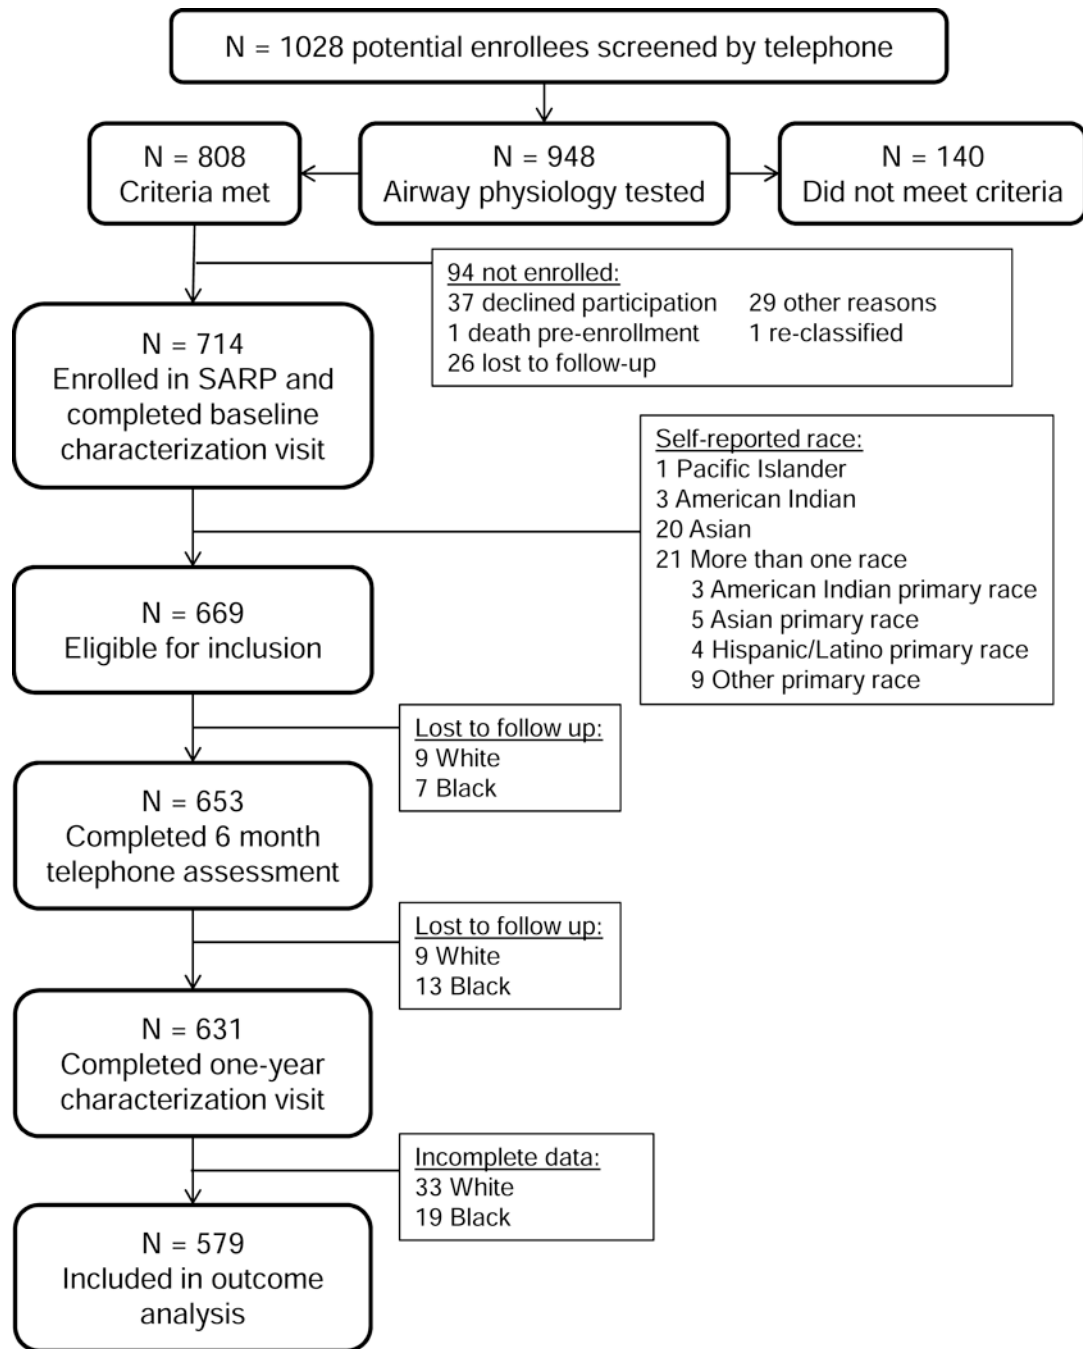 N = 1028 potential enrollees screened by telephone
N = 808
Criteria met
N = 948
Airway physiology tested
N = 140
Did not meet criteria
94 not enrolled:
37 declined participation 29 other reasons
1 death pre-enrollment 1 re-classified
26 lost to follow-up
N = 714
Enrolled in SARP and
completed baseline
characterization visit
Self-reported race:
1 Pacific Islander
3 American Indian
20 Asian
21 More than one race
3 American Indian primary race
5 Asian primary race
4 Hispanic/Latino primary race
9 Other primary race
N = 669
Eligible for inclusion
Lost to follow up:
9 White
7 Black
N = 653
Completed 6 month
telephone assessment
Lost to follow up:
9 White
13 Black
N = 631
Completed one-year
characterization visit
Incomplete data:
33 White
19 Black
N = 579
Included in outcome
analysis